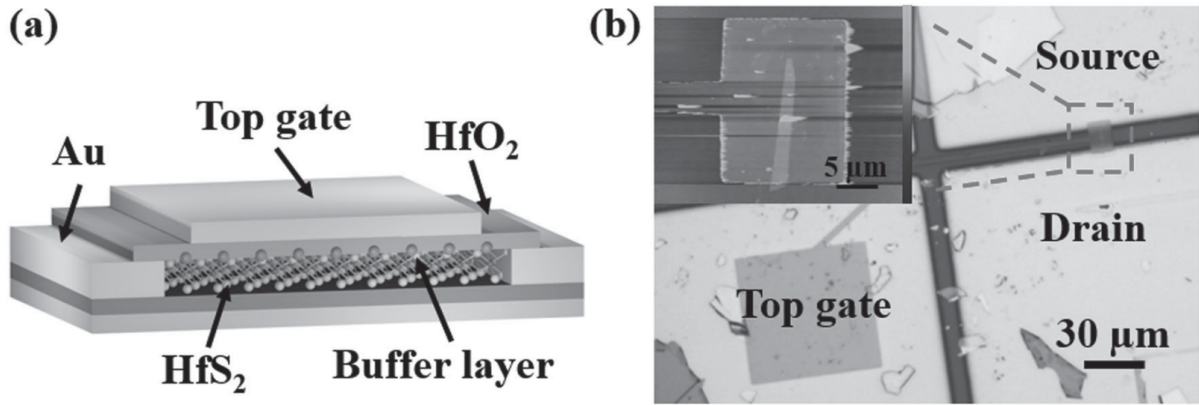 (a)
Top gate
HfO₂
Au
HfS₂
Buffer layer
(b)
Source
5 µm
Drain
Top gate
30 µm